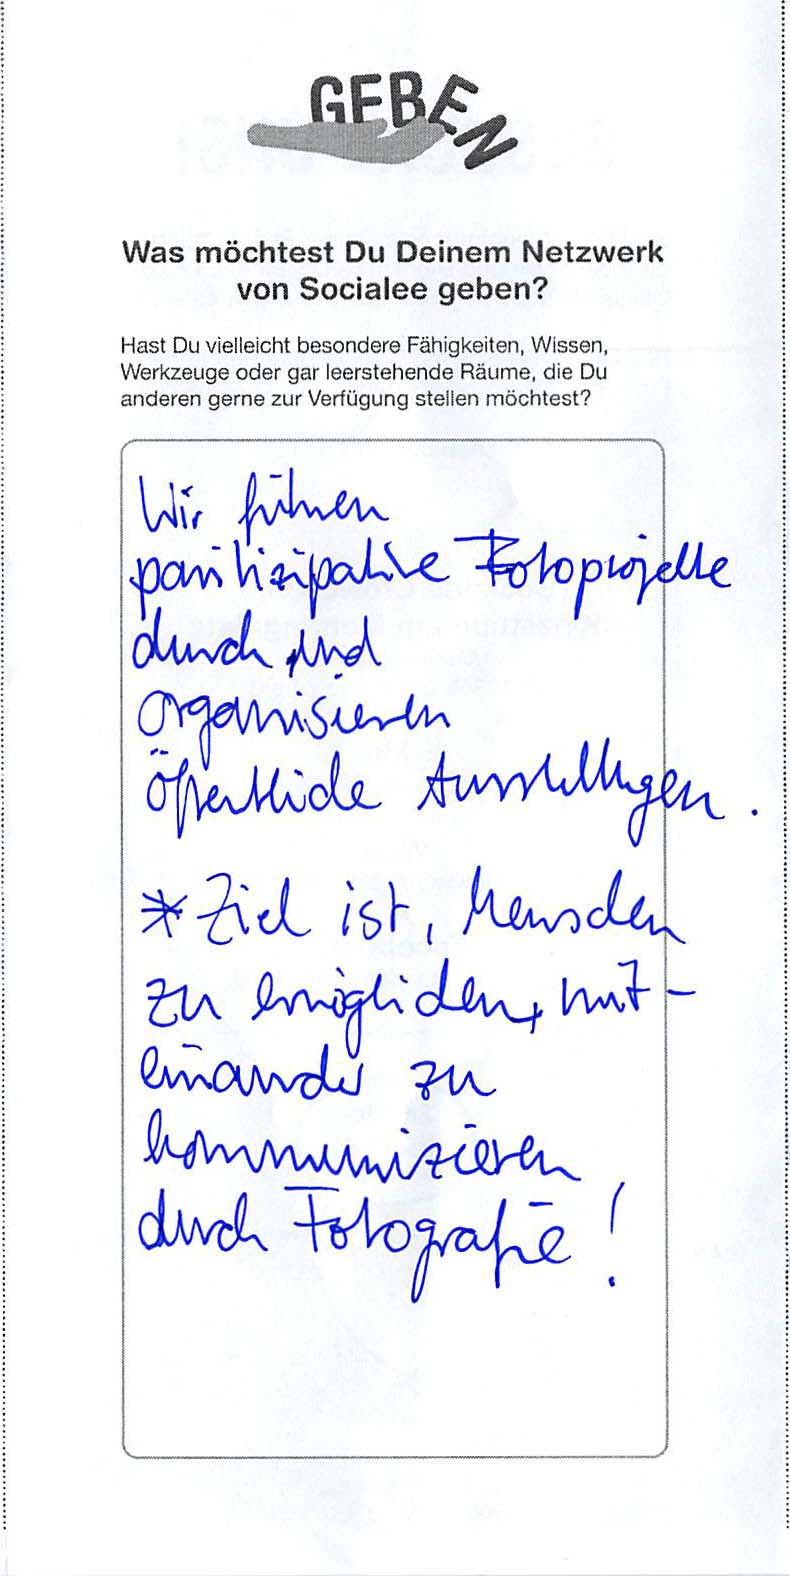 GEBEN
Was möchtest Du Deinem Netzwerk
von Socialee geben?
Hast Du vielleicht besondere Fähigkeiten, Wissen,
Werkzeuge oder gar leerstehende Räume, die Du
anderen gerne zur Verfügung stellen möchtest?
Wir führen
partizipative Fotoprojekte
durch und
organisieren
öffentliche Ausstellungen.
* Ziel ist, Menschen
zu ermöglichen, mit-
einander zu
kommunizieren
durch Fotografie!